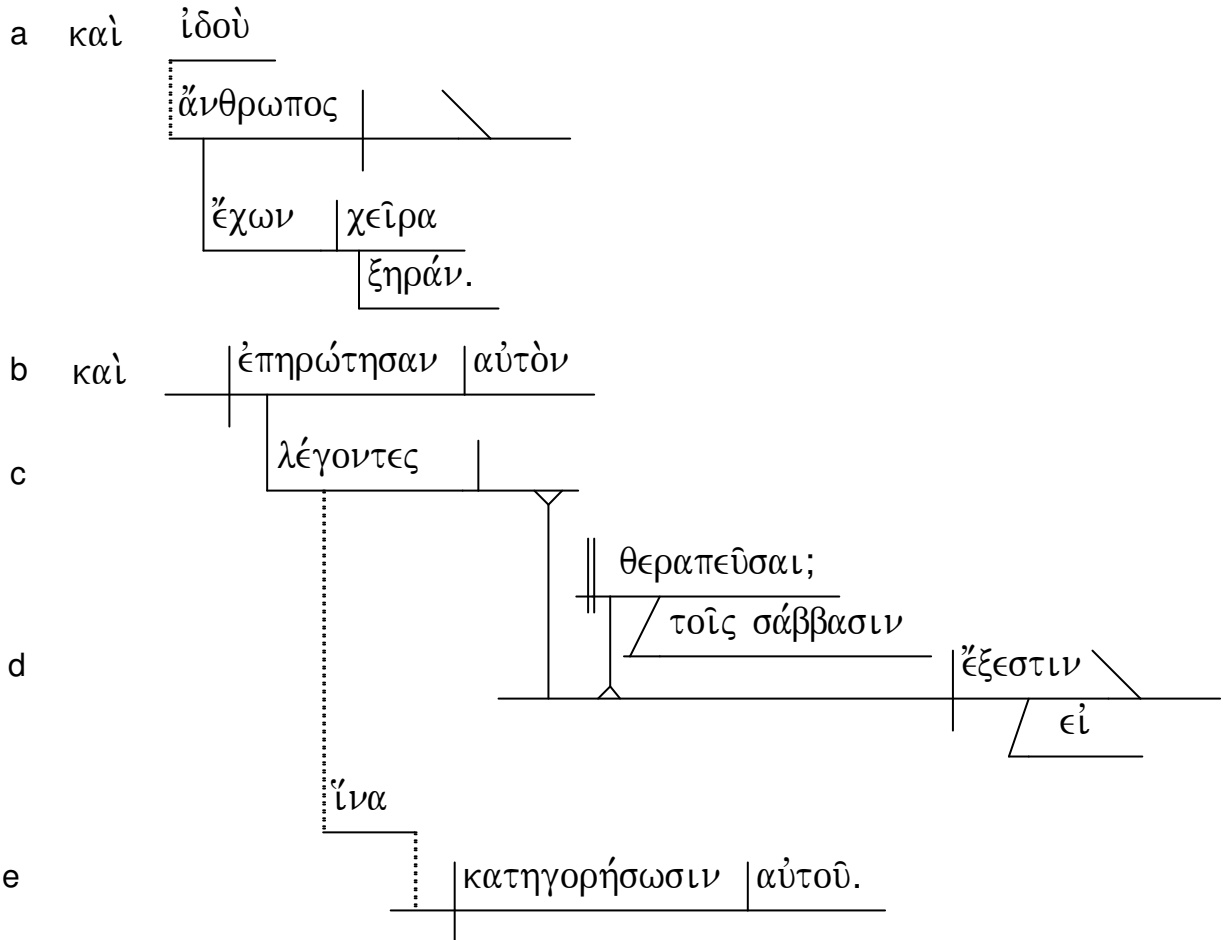 a καὶ ἰδοὺ
ἄνθρωπος
ἔχων χεῖρα
ξηράν.
b καὶ ἐπηρώτησαν αὐτὸν
c λέγοντες
θεραπεῦσαι;
τοῖς σάββασιν
d ἔξεστιν
εἰ
ἵνα
e κατηγορήσωσιν αὐτοῦ.